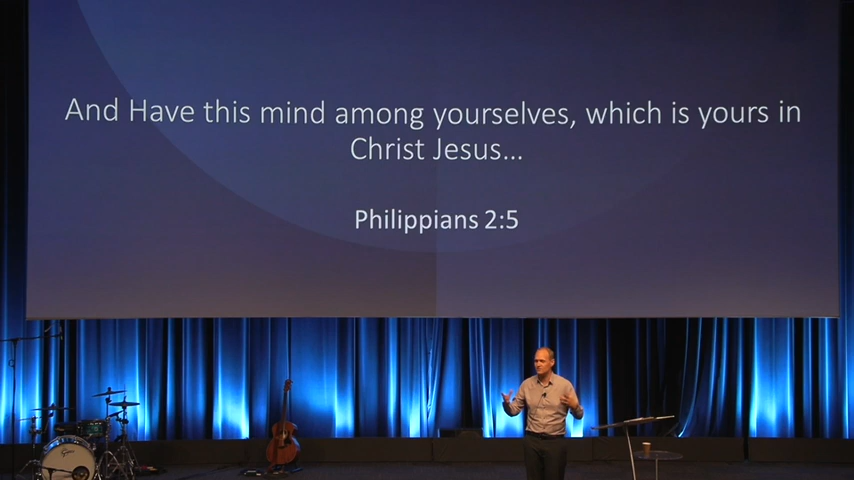 And Have this mind among yourselves, which is yours in
Christ Jesus...
Philippians 2:5